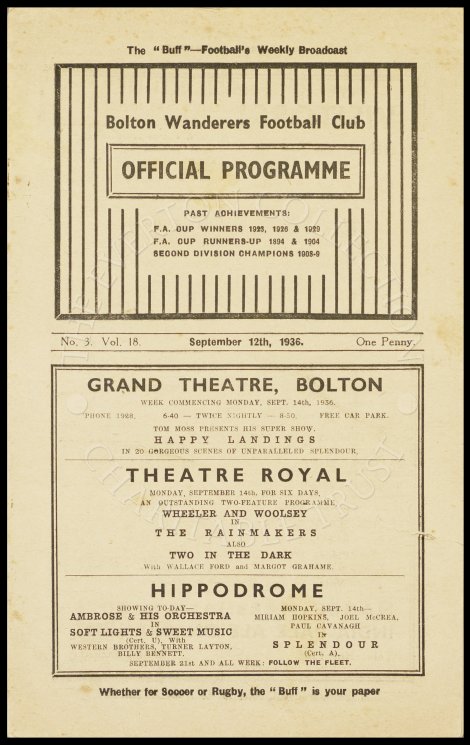 The "Buff"—Football's Weekly Broadcast
Bolton Wanderers Football Club
OFFICIAL PROGRAMME
PAST ACHIEVEMENTS:
F.A. CUP WINNERS 1923, 1926 & 1929
F.A. CUP RUNNERS-UP 1894 & 1904
SECOND DIVISION CHAMPIONS 1908-9
No. 3. Vol. 18. September 12th, 1936. One Penny.
GRAND THEATRE, BOLTON
WEEK COMMENCING MONDAY, SEPT. 14th, 1936.
PHONE 1928. 6-40 — TWICE NIGHTLY — 8-50. FREE CAR PARK.
TOM MOSS PRESENTS HIS SUPER SHOW,
HAPPY LANDINGS
IN 20 GORGEOUS SCENES OF UNPARALLELED SPLENDOUR.
THEATRE ROYAL
MONDAY, SEPTEMBER 14th, FOR SIX DAYS,
AN OUTSTANDING TWO-FEATURE PROGRAMME
WHEELER AND WOOLSEY
IN
THE RAINMAKERS
ALSO
TWO IN THE DARK
With WALLACE FORD and MARGOT GRAHAME.
HIPPODROME
SHOWING TO-DAY—
AMBROSE & HIS ORCHESTRA
IN
SOFT LIGHTS & SWEET MUSIC
(Cert. U), With
WESTERN BROTHERS, TURNER LAYTON,
BILLY BENNETT.
MONDAY, SEPT. 14th—
MIRIAM HOPKINS, JOEL McCREA,
PAUL CAVANAGH
IN
SPLENDOUR
(Cert. A).
SEPTEMBER 21st AND ALL WEEK: FOLLOW THE FLEET.
Whether for Soccer or Rugby, the "Buff" is your paper
THE EVERTON COLLECTION
CHARITABLE TRUST